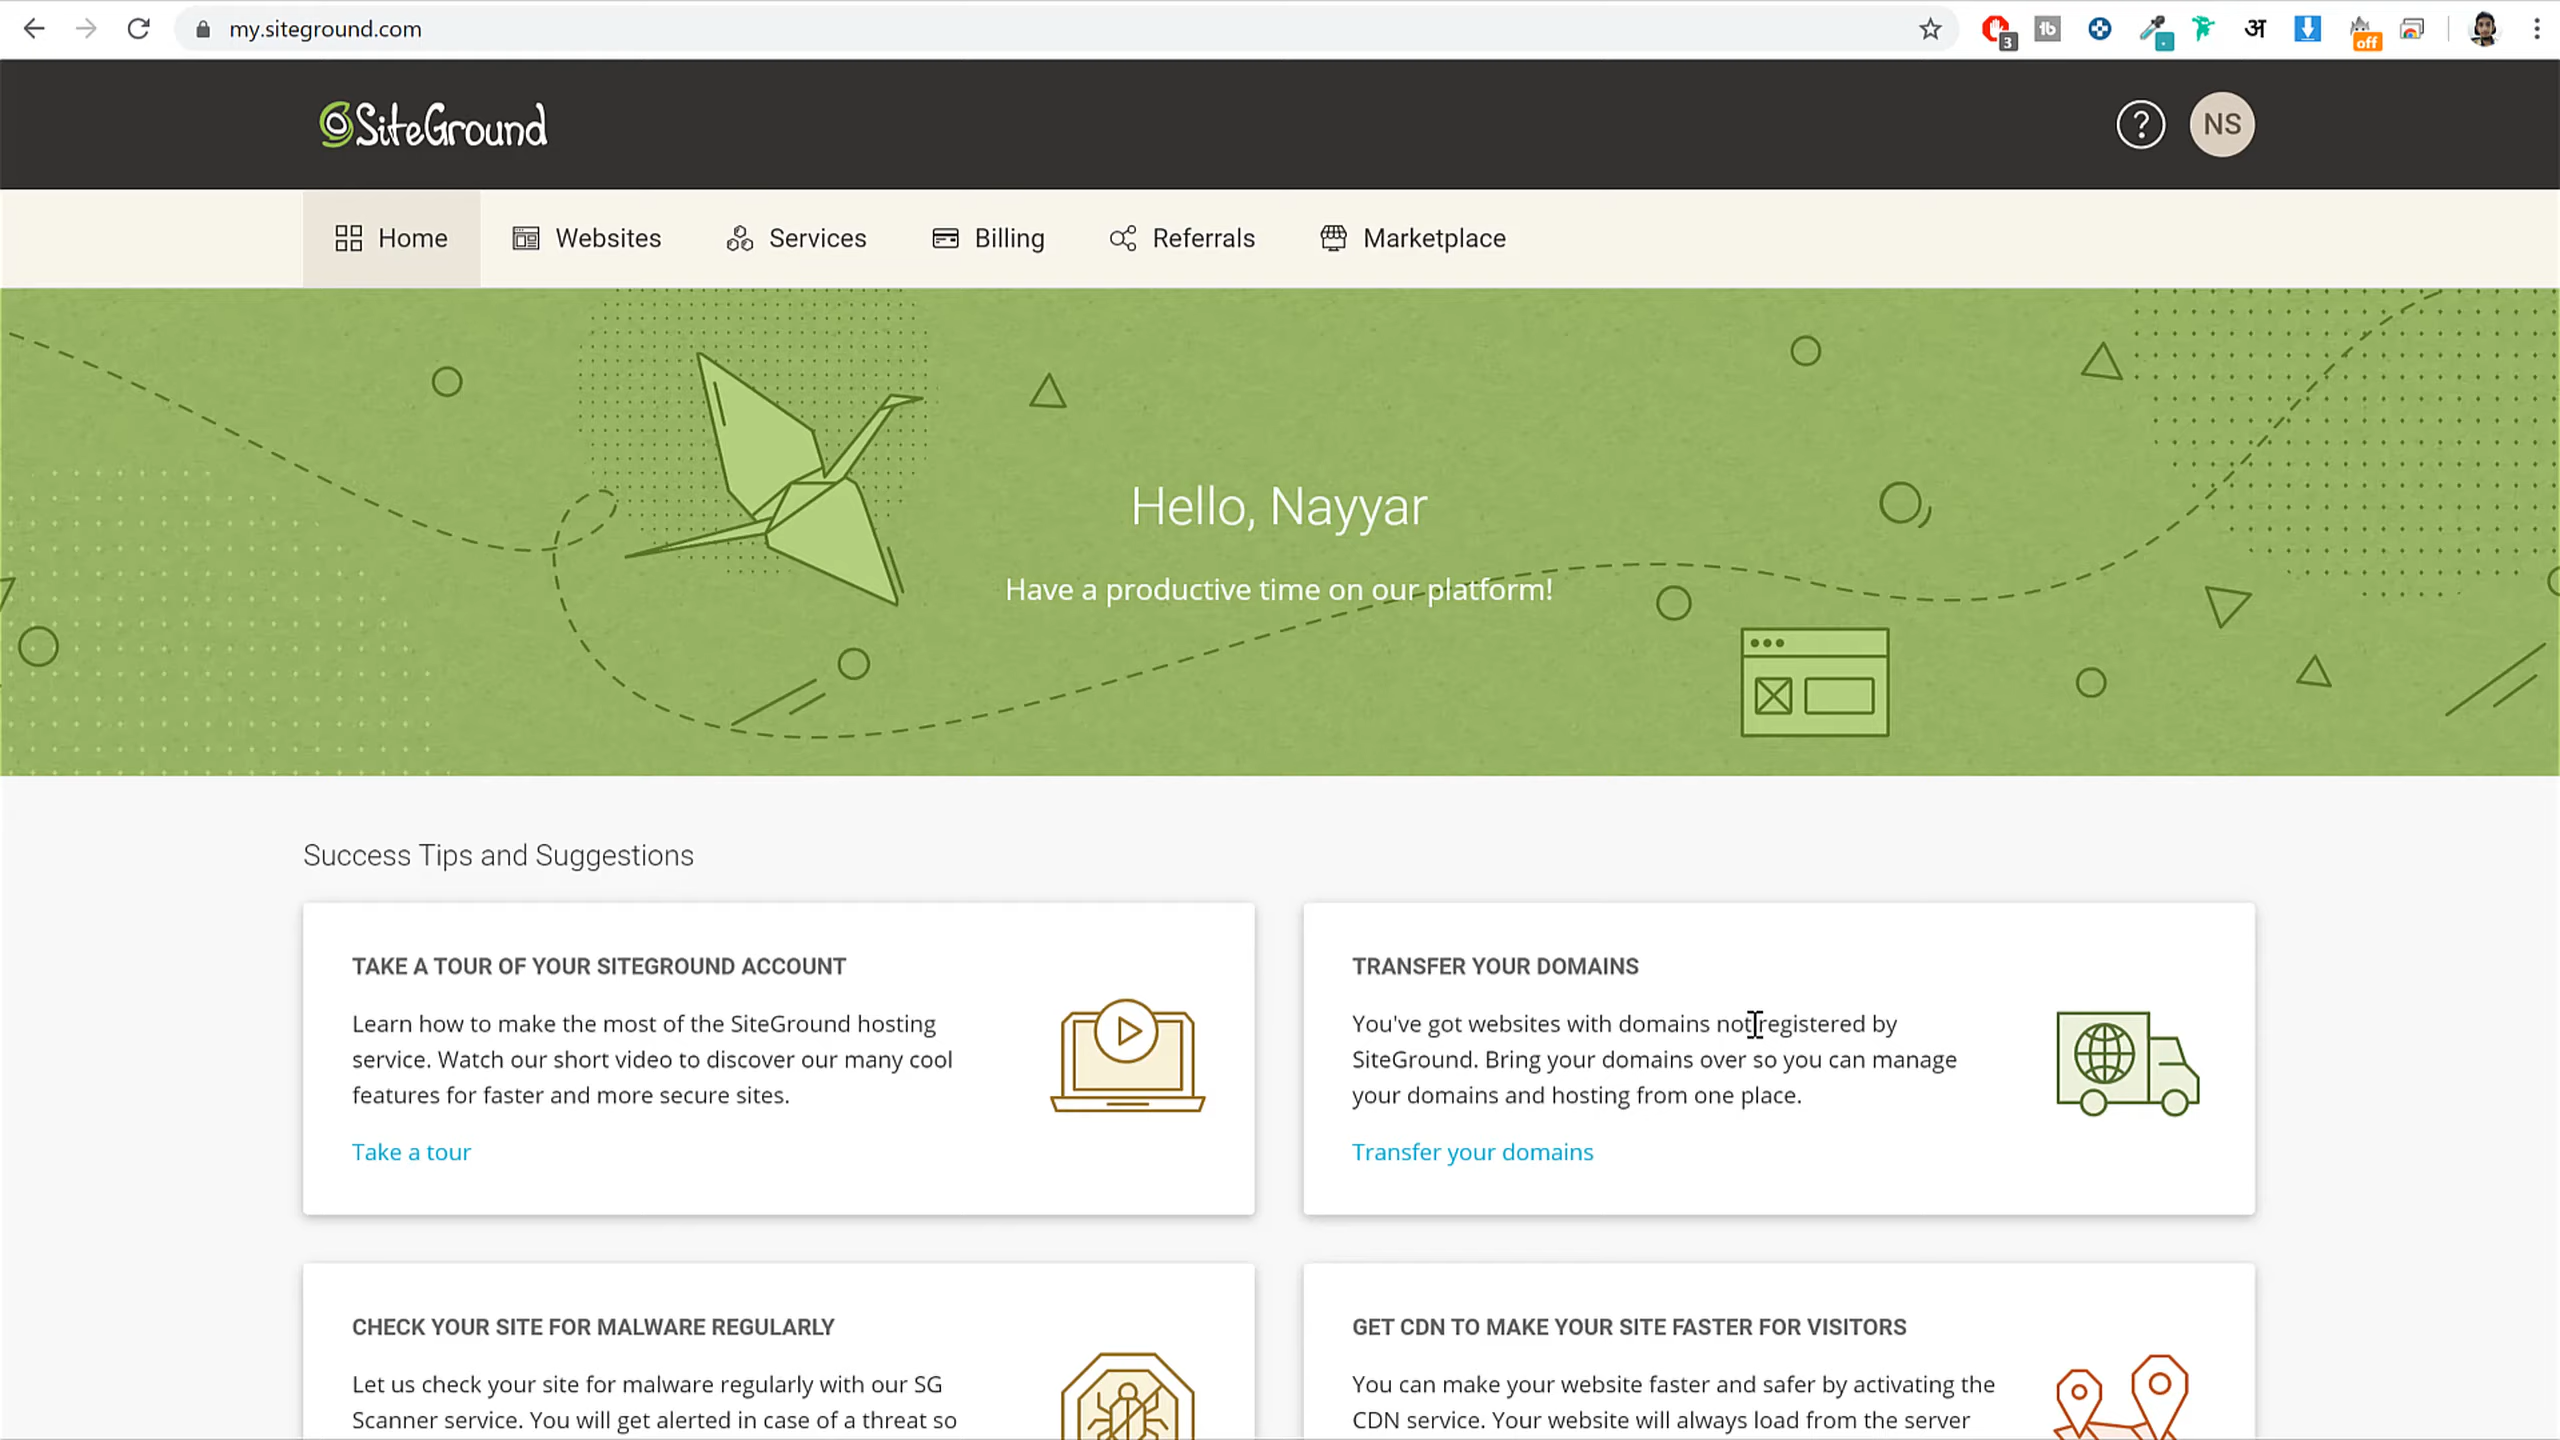 my.siteground.com
3
tb
अ
off
SiteGround
?
NS
Home
Websites
Services
Billing
Referrals
Marketplace
Hello, Nayyar
Have a productive time on our platform!
Success Tips and Suggestions
TAKE A TOUR OF YOUR SITEGROUND ACCOUNT
Learn how to make the most of the SiteGround hosting
service. Watch our short video to discover our many cool
features for faster and more secure sites.
Take a tour
TRANSFER YOUR DOMAINS
You've got websites with domains not registered by
SiteGround. Bring your domains over so you can manage
your domains and hosting from one place.
Transfer your domains
CHECK YOUR SITE FOR MALWARE REGULARLY
Let us check your site for malware regularly with our SG
Scanner service. You will get alerted in case of a threat so
GET CDN TO MAKE YOUR SITE FASTER FOR VISITORS
You can make your website faster and safer by activating the
CDN service. Your website will always load from the server